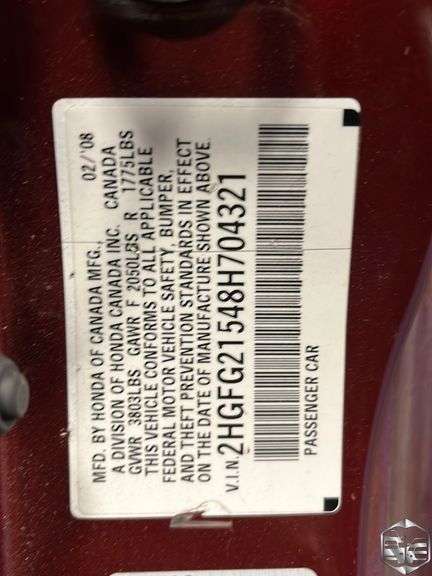 MFD. BY HONDA OF CANADA MFG., 02/'08
A DIVISION OF HONDA CANADA INC. CANADA
GVWR 3803LBS GAWR F 2050LBS R 1775LBS
THIS VEHICLE CONFORMS TO ALL APPLICABLE
FEDERAL MOTOR VEHICLE SAFETY, BUMPER,
AND THEFT PREVENTION STANDARDS IN EFFECT
ON THE DATE OF MANUFACTURE SHOWN ABOVE.
V.I.N. 2HGFG21548H704321
PASSENGER CAR